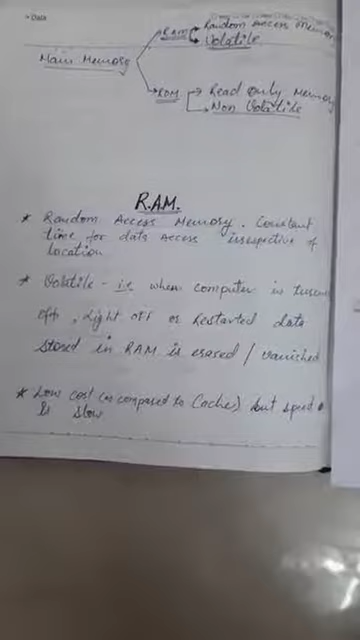 Data
RAM → Random Access Memory
→ Volatile
Main Memory
ROM → Read Only Memory
→ Non Volatile
R.A.M.
* Random Access Memory. Constant
time for data access irrespective of
location
* Volatile - i.e when computer is
off, light off or Restarted data
stored in RAM is erased / vanished
* Low cost (as compared to Cache) but speed
is slow